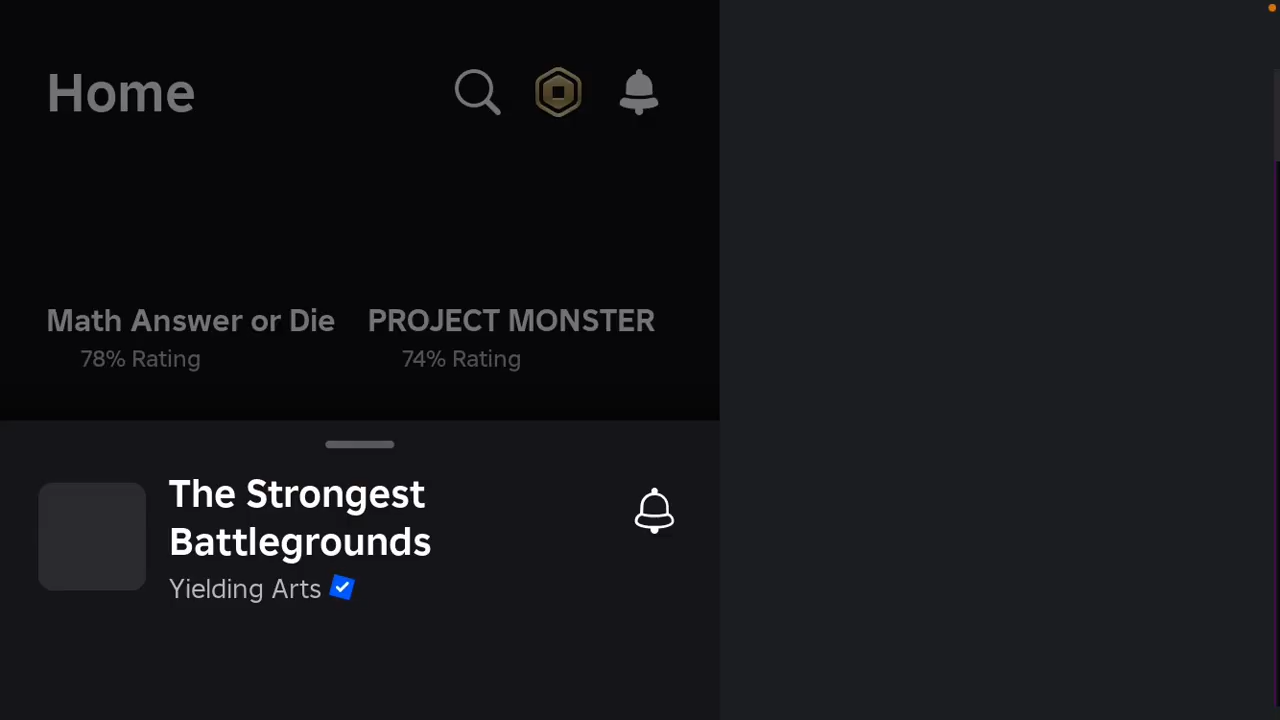 Home
Math Answer or Die
PROJECT MONSTER
78% Rating
74% Rating
The Strongest
Battlegrounds
Yielding Arts